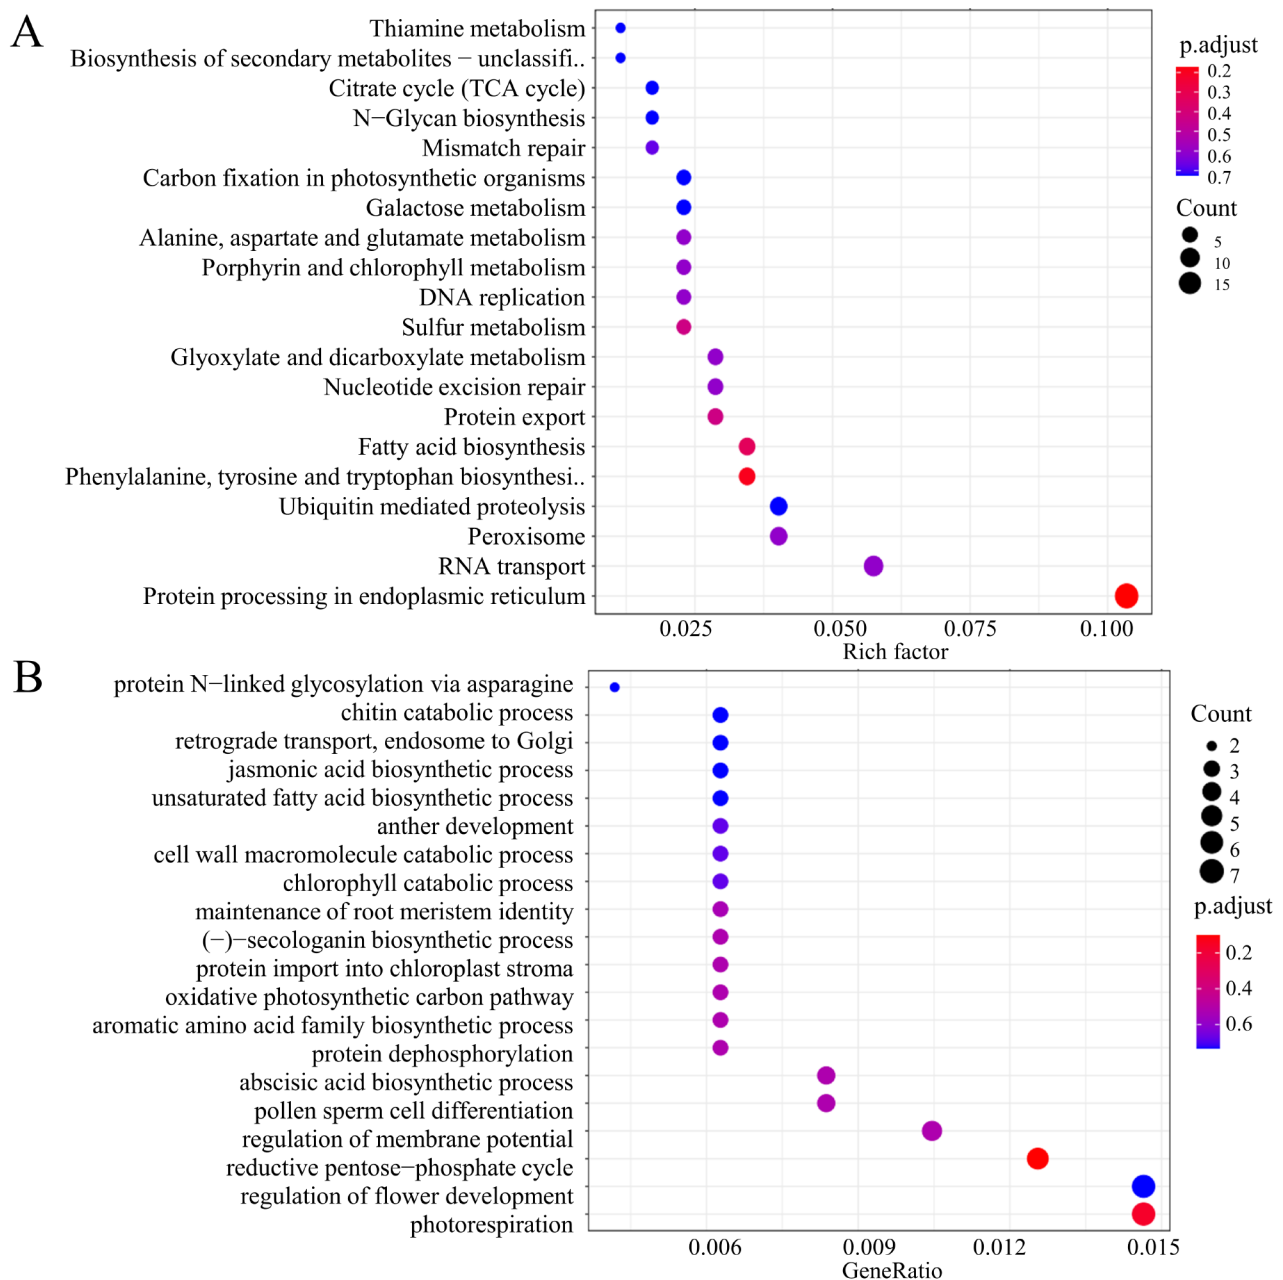 A
Thiamine metabolism
Biosynthesis of secondary metabolites − unclassifi..
Citrate cycle (TCA cycle)
N−Glycan biosynthesis
Mismatch repair
Carbon fixation in photosynthetic organisms
Galactose metabolism
Alanine, aspartate and glutamate metabolism
Porphyrin and chlorophyll metabolism
DNA replication
Sulfur metabolism
Glyoxylate and dicarboxylate metabolism
Nucleotide excision repair
Protein export
Fatty acid biosynthesis
Phenylalanine, tyrosine and tryptophan biosynthesi..
Ubiquitin mediated proteolysis
Peroxisome
RNA transport
Protein processing in endoplasmic reticulum
0.025 0.050 0.075 0.100
Rich factor
p.adjust
0.2
0.3
0.4
0.5
0.6
0.7
Count
5
10
15
B
protein N−linked glycosylation via asparagine
chitin catabolic process
retrograde transport, endosome to Golgi
jasmonic acid biosynthetic process
unsaturated fatty acid biosynthetic process
anther development
cell wall macromolecule catabolic process
chlorophyll catabolic process
maintenance of root meristem identity
(−)−secologanin biosynthetic process
protein import into chloroplast stroma
oxidative photosynthetic carbon pathway
aromatic amino acid family biosynthetic process
protein dephosphorylation
abscisic acid biosynthetic process
pollen sperm cell differentiation
regulation of membrane potential
reductive pentose−phosphate cycle
regulation of flower development
photorespiration
0.006 0.009 0.012 0.015
GeneRatio
Count
2
3
4
5
6
7
p.adjust
0.2
0.4
0.6